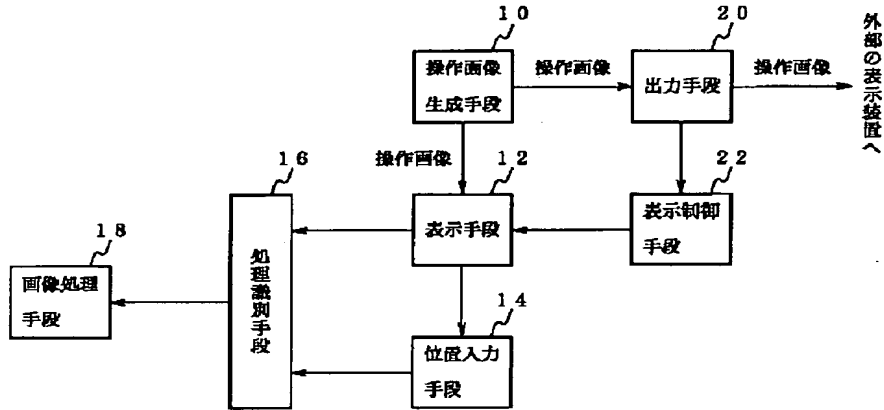 10
操作画像
生成手段
操作画像
20
出力手段
操作画像
外部の表示装置へ
操作画像
12
表示手段
22
表示制御
手段
16
処理識別手段
18
画像処理
手段
14
位置入力
手段